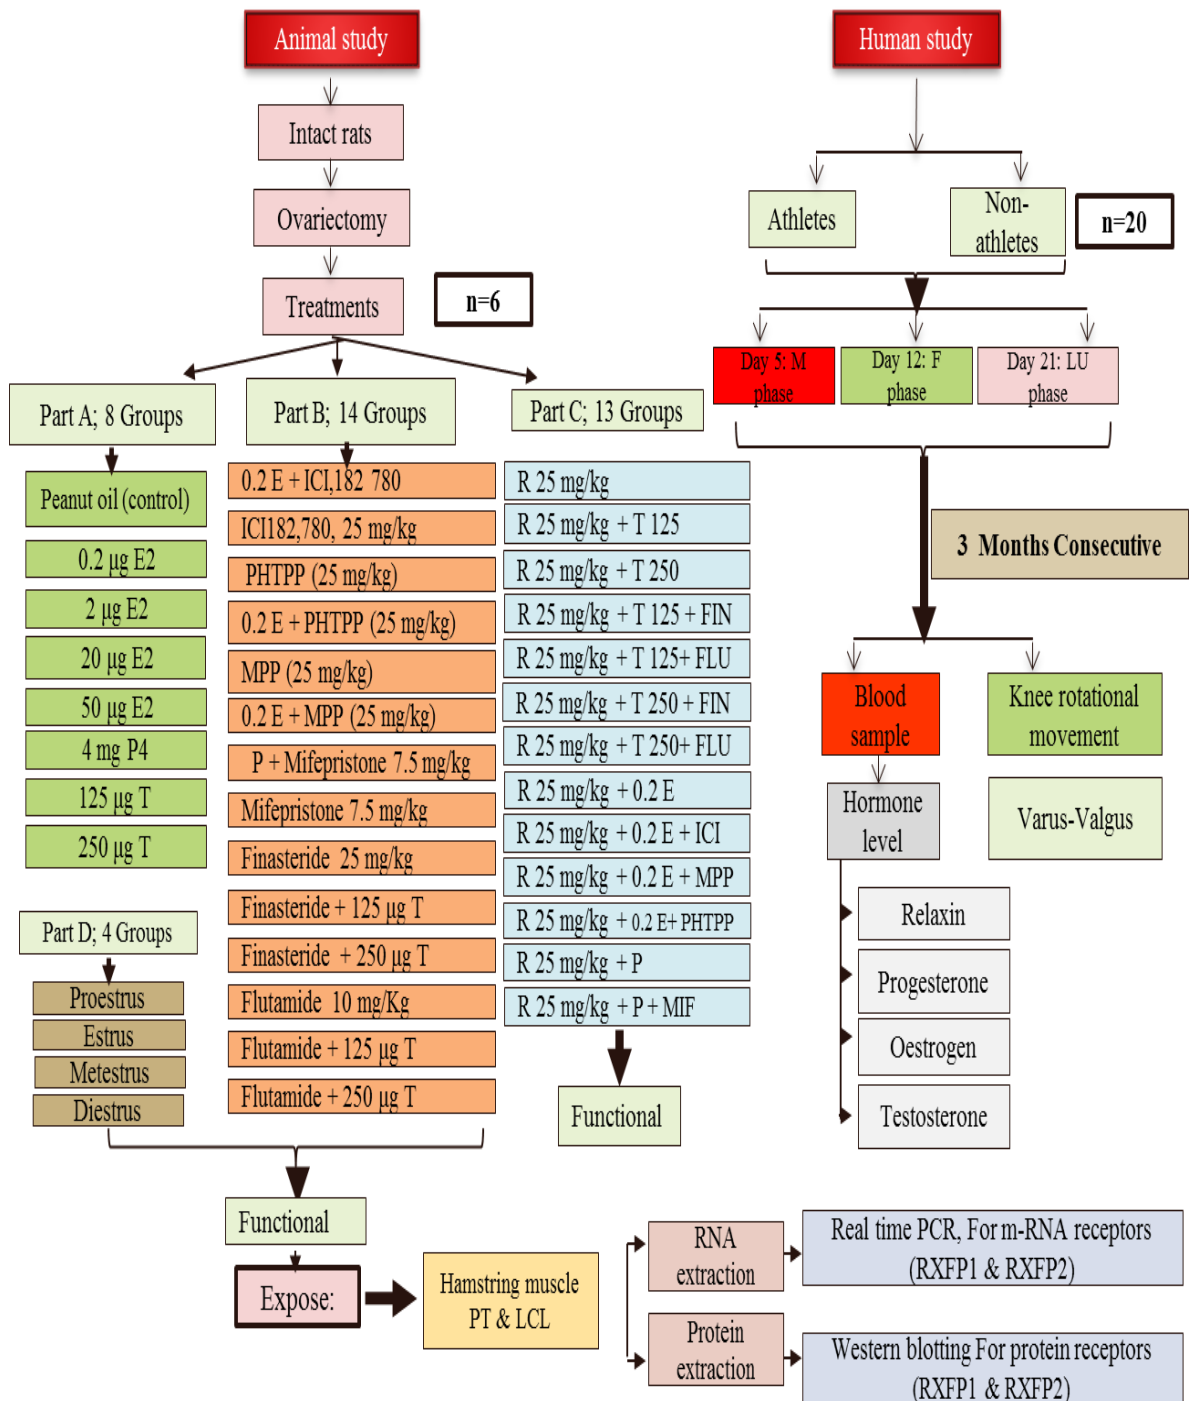 Animal study
Intact rats
Ovariectomy
Treatments
n=6
Part A; 8 Groups
Peanut oil (control)
0.2 μg E2
2 μg E2
20 μg E2
50 μg E2
4 mg P4
125 μg T
250 μg T
Part D; 4 Groups
Proestrus
Estrus
Metestrus
Diestrus
Part B; 14 Groups
0.2 E + ICI,182 780
ICI182,780, 25 mg/kg
PHTPP (25 mg/kg)
0.2 E + PHTPP (25 mg/kg)
MPP (25 mg/kg)
0.2 E + MPP (25 mg/kg)
P + Mifepristone 7.5 mg/kg
Mifepristone 7.5 mg/kg
Finasteride 25 mg/kg
Finasteride + 125 μg T
Finasteride + 250 μg T
Flutamide 10 mg/Kg
Flutamide + 125 μg T
Flutamide + 250 μg T
Part C; 13 Groups
R 25 mg/kg
R 25 mg/kg + T 125
R 25 mg/kg + T 250
R 25 mg/kg + T 125 + FIN
R 25 mg/kg + T 125+ FLU
R 25 mg/kg + T 250 + FIN
R 25 mg/kg + T 250+ FLU
R 25 mg/kg + 0.2 E
R 25 mg/kg + 0.2 E + ICI
R 25 mg/kg + 0.2 E + MPP
R 25 mg/kg + 0.2 E+ PHTPP
R 25 mg/kg + P
R 25 mg/kg + P + MIF
Functional
Functional
Expose:
Hamstring muscle
PT & LCL
RNA
extraction
Real time PCR, For m-RNA receptors
(RXFP1 & RXFP2)
Protein
extraction
Western blotting For protein receptors
(RXFP1 & RXFP2)
Human study
Athletes
Non-
athletes
n=20
Day 5: M
phase
Day 12: F
phase
Day 21: LU
phase
3 Months Consecutive
Blood
sample
Hormone
level
Relaxin
Progesterone
Oestrogen
Testosterone
Knee rotational
movement
Varus-Valgus